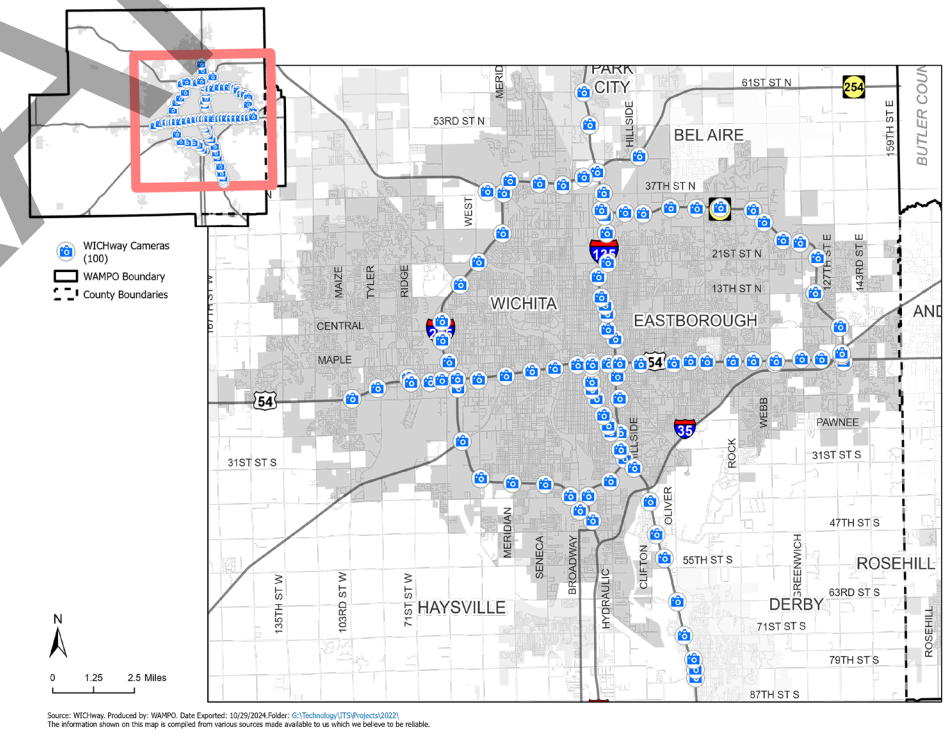 PARK
CITY
MERID
HILLSIDE
61ST ST N
254
159TH ST E
BUTLER COUN
53RD ST N
BEL AIRE
37TH ST N
WEST
N
WICHway Cameras
(100)
WAMPO Boundary
County Boundaries
MAIZE
TYLER
RIDGE
135
21ST ST N
127TH ST E
143RD ST E
13TH ST N
WICHITA
EASTBOROUGH
AND
CENTRAL
MAPLE
54
54
35
WEBB
PAWNEE
ROCK
31ST ST S
31ST ST S
OLIVER
MERIDIAN
SENECA
BROADWAY
HYDRAULIC
CLIFTON
47TH ST S
55TH ST S
GREENWICH
ROSEHILL
63RD ST S
135TH ST W
103RD ST W
71ST ST W
HAYSVILLE
DERBY
71ST ST S
ROSEHILL
79TH ST S
87TH ST S
N
0 1.25 2.5 Miles
Source: WICHway. Produced by: WAMPO. Date Exported: 10/29/2024.Folder: G:\Technology\ITS\Projects\2022\
The information shown on this map is compiled from various sources made available to us which we believe to be reliable.